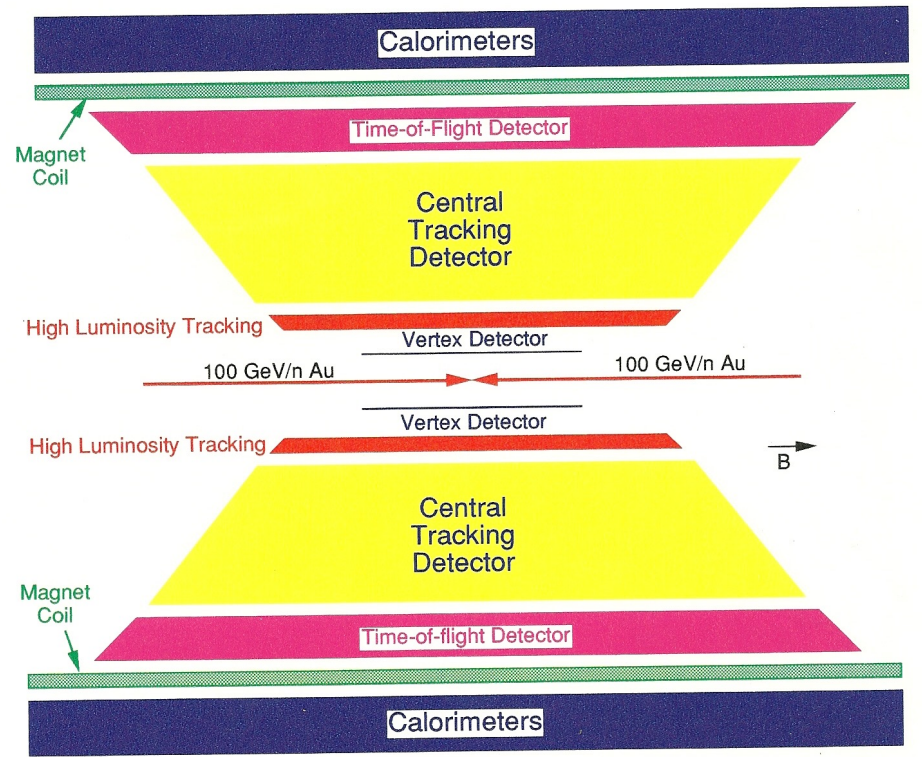 Calorimeters
Time-of-Flight Detector
Magnet
Coil
Central
Tracking
Detector
High Luminosity Tracking
Vertex Detector
100 GeV/n Au
100 GeV/n Au
Vertex Detector
High Luminosity Tracking
B
Central
Tracking
Detector
Magnet
Coil
Time-of-flight Detector
Calorimeters